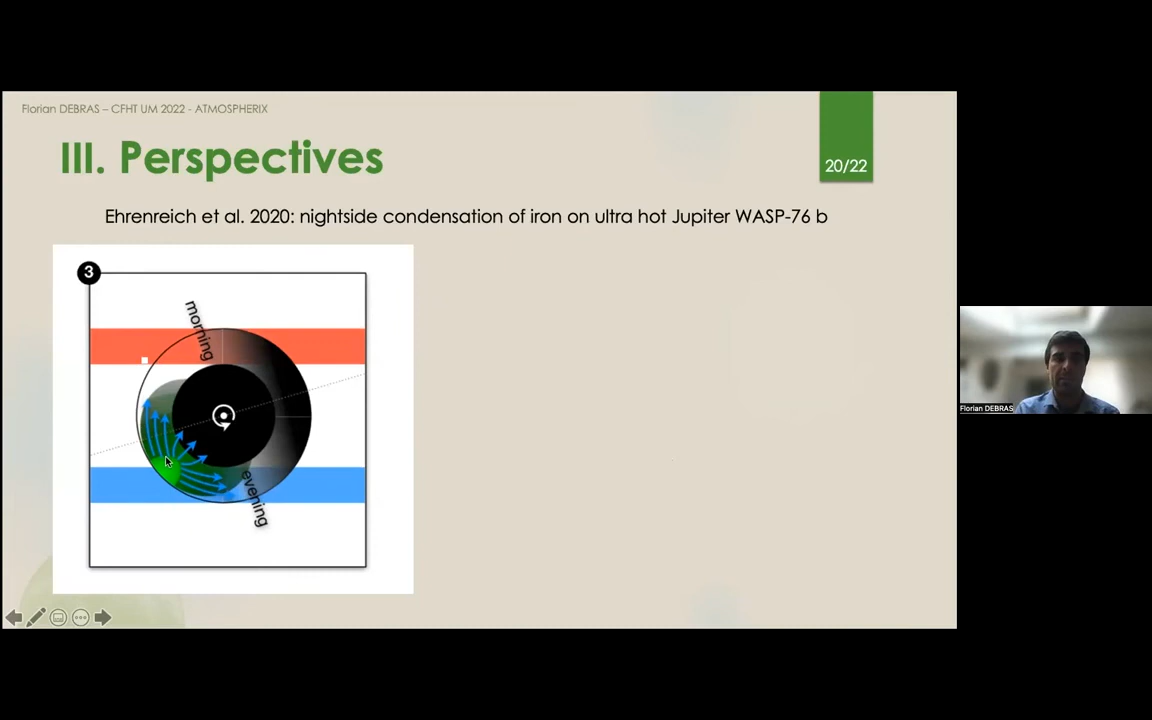 Florian DEBRAS – CFHT UM 2022 - ATMOSPHERIX
20/22
III. Perspectives
Ehrenreich et al. 2020: nightside condensation of iron on ultra hot Jupiter WASP-76 b
3
morning
evening
Florian DEBRAS